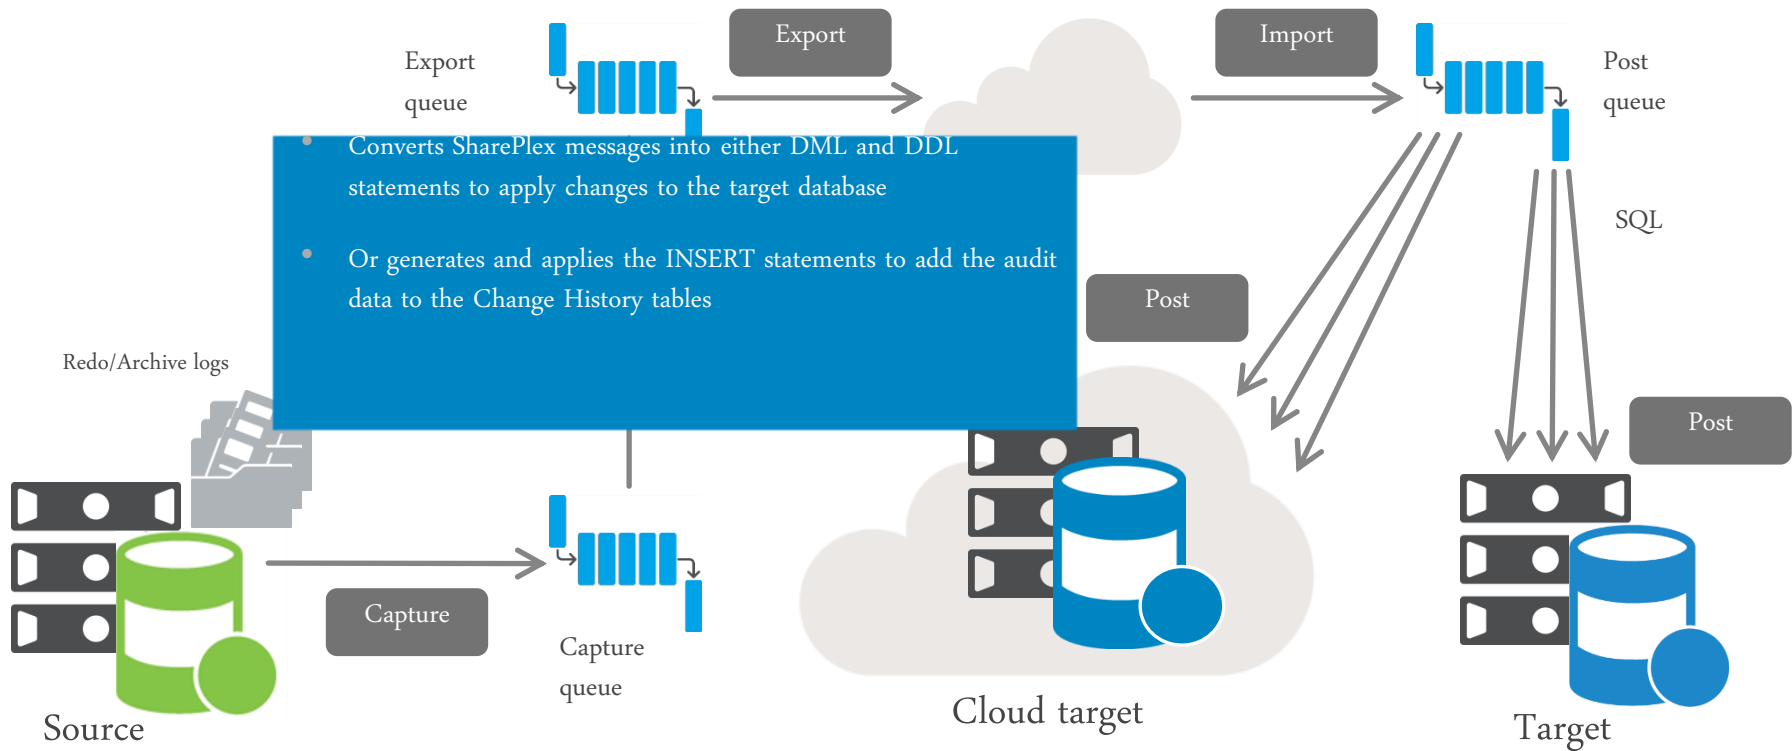 Export
Import
Export
queue
Post
queue
Converts SharePlex messages into either DML and DDL
statements to apply changes to the target database
Or generates and applies the INSERT statements to add the audit
data to the Change History tables
SQL
Post
Redo/Archive logs
Post
Capture
Capture
queue
Source
Cloud target
Target